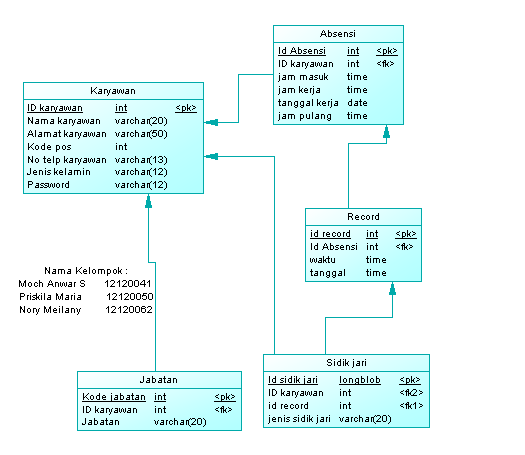 Absensi
Id Absensi int <pk>
ID karyawan int <fk>
jam masuk time
jam kerja time
tanggal kerja date
jam pulang time
Karyawan
ID karyawan int <pk>
Nama karyawan varchar(20)
Alamat karyawan varchar(50)
Kode pos int
No telp karyawan varchar(13)
Jenis kelamin varchar(12)
Password varchar(12)
Record
id record int <pk>
Id Absensi int <fk>
waktu time
tanggal time
Nama Kelompok :
Moch Anwar S 12120041
Priskila Maria 12120050
Nory Meilany 12120062
Jabatan
Kode jabatan int <pk>
ID karyawan int <fk>
Jabatan varchar(20)
Sidik jari
Id sidik jari longblob <pk>
ID karyawan int <fk2>
id record int <fk1>
jenis sidik jari varchar(20)